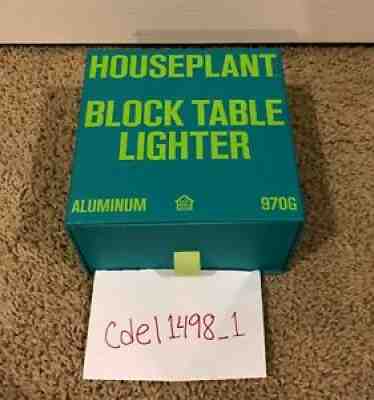 HOUSEPLANT
BLOCK TABLE
LIGHTER
ALUMINUM 970G
Cdel1498_1